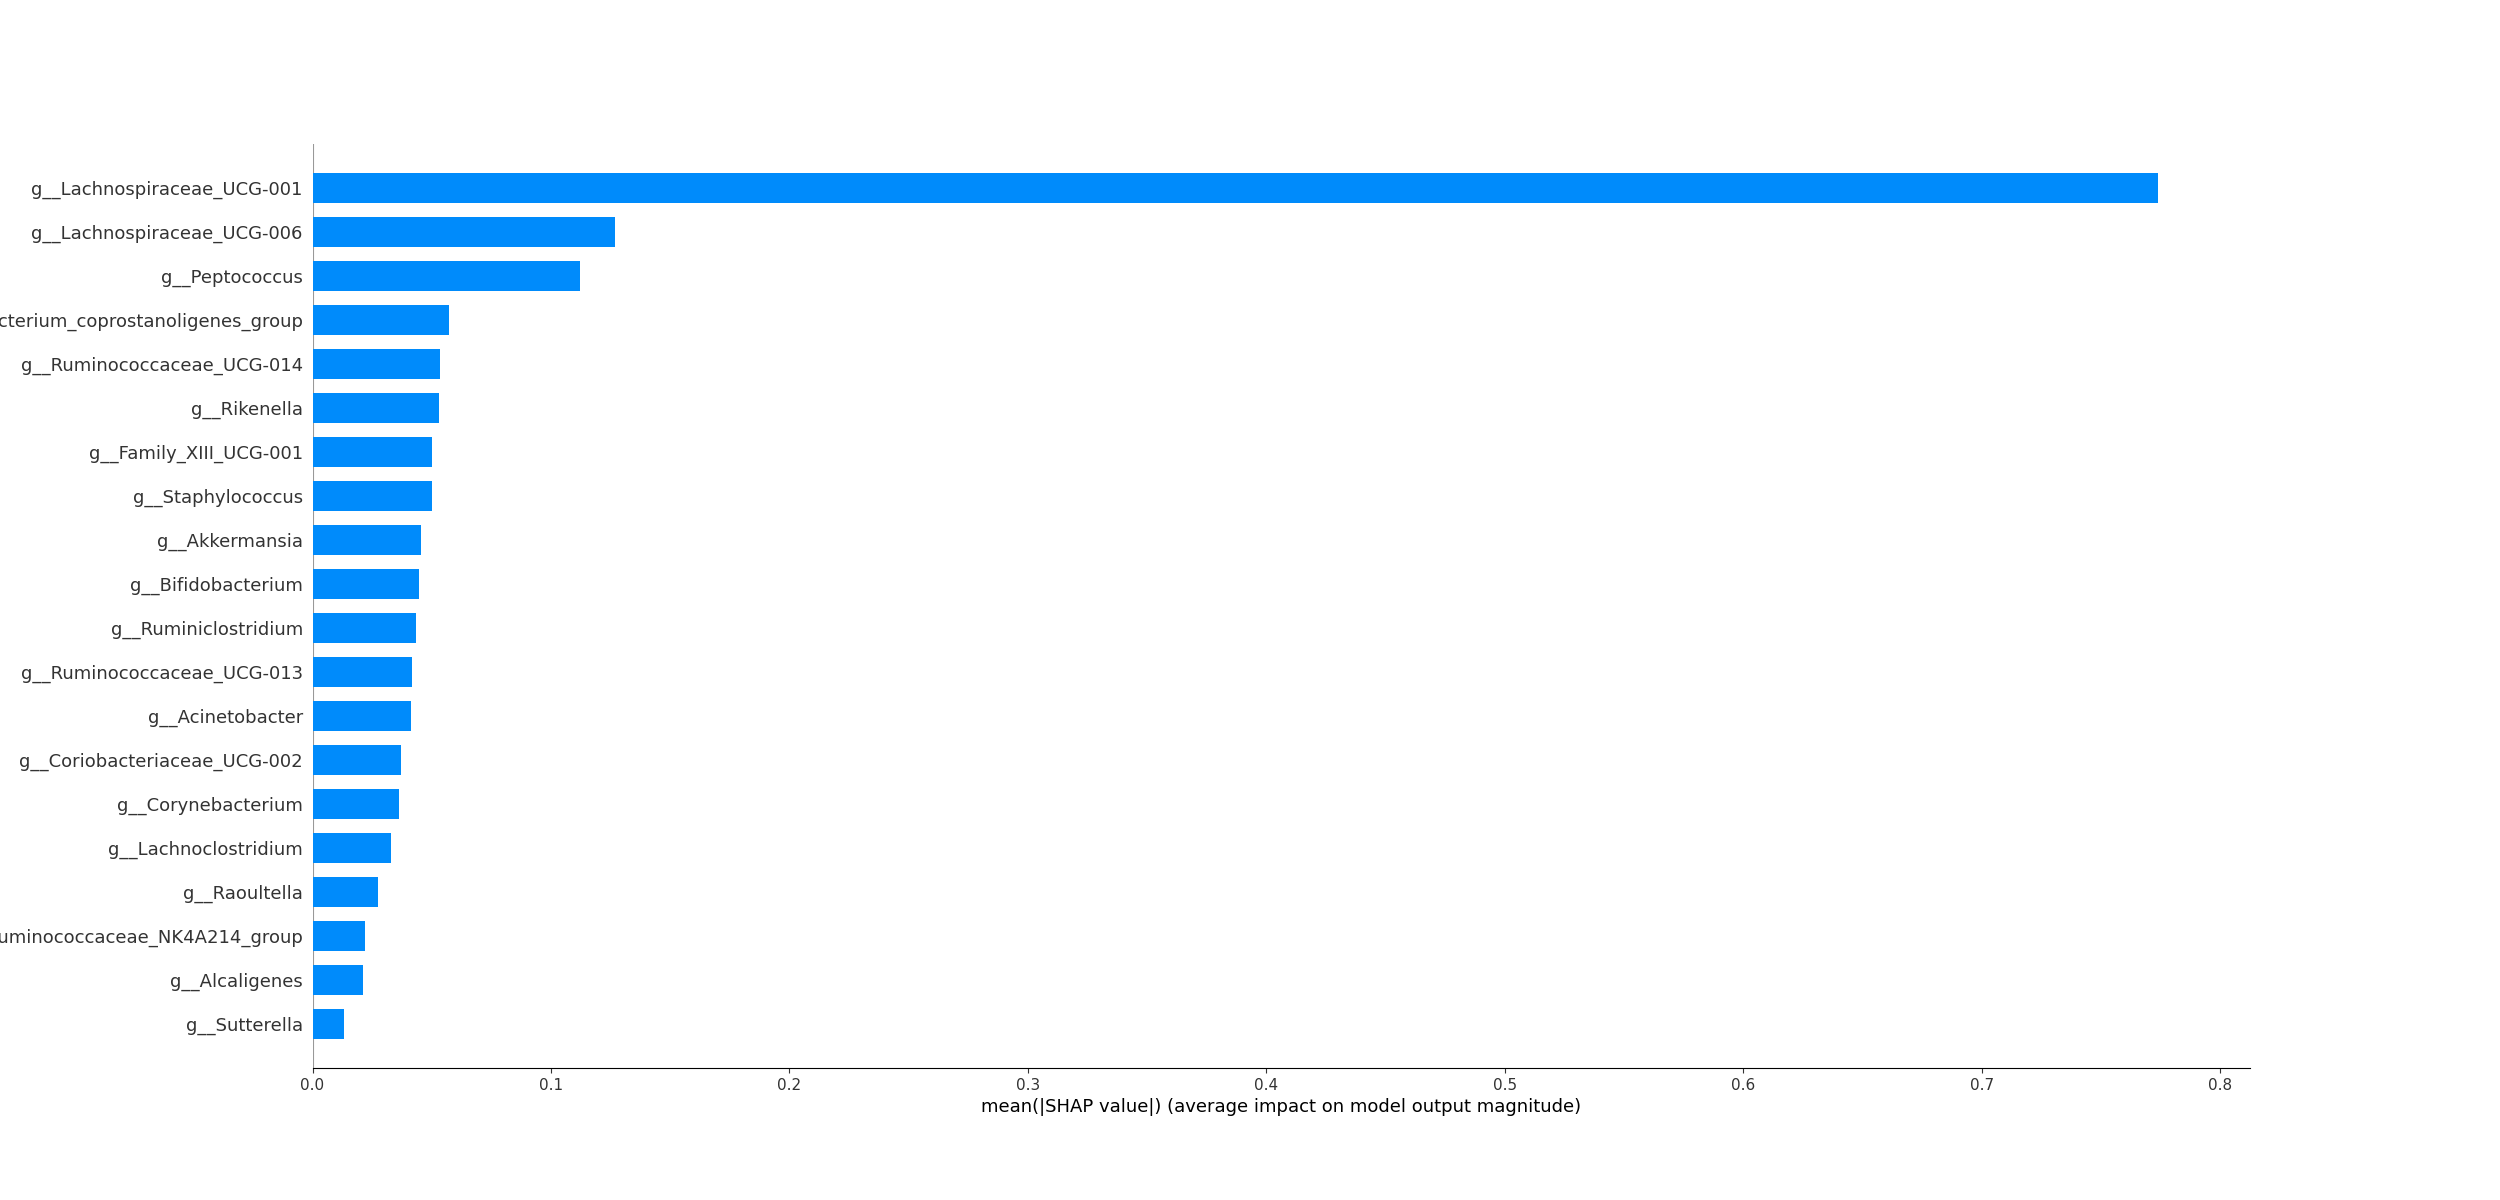 g__Lachnospiraceae_UCG-001
g__Lachnospiraceae_UCG-006
g__Peptococcus
cterium_coprostanoligenes_group
g__Ruminococcaceae_UCG-014
g__Rikenella
g__Family_XIII_UCG-001
g__Staphylococcus
g__Akkermansia
g__Bifidobacterium
g__Ruminiclostridium
g__Ruminococcaceae_UCG-013
g__Acinetobacter
g__Coriobacteriaceae_UCG-002
g__Corynebacterium
g__Lachnoclostridium
g__Raoultella
uminococcaceae_NK4A214_group
g__Alcaligenes
g__Sutterella
0.0 0.1 0.2 0.3 0.4 0.5 0.6 0.7 0.8
mean(|SHAP value|) (average impact on model output magnitude)